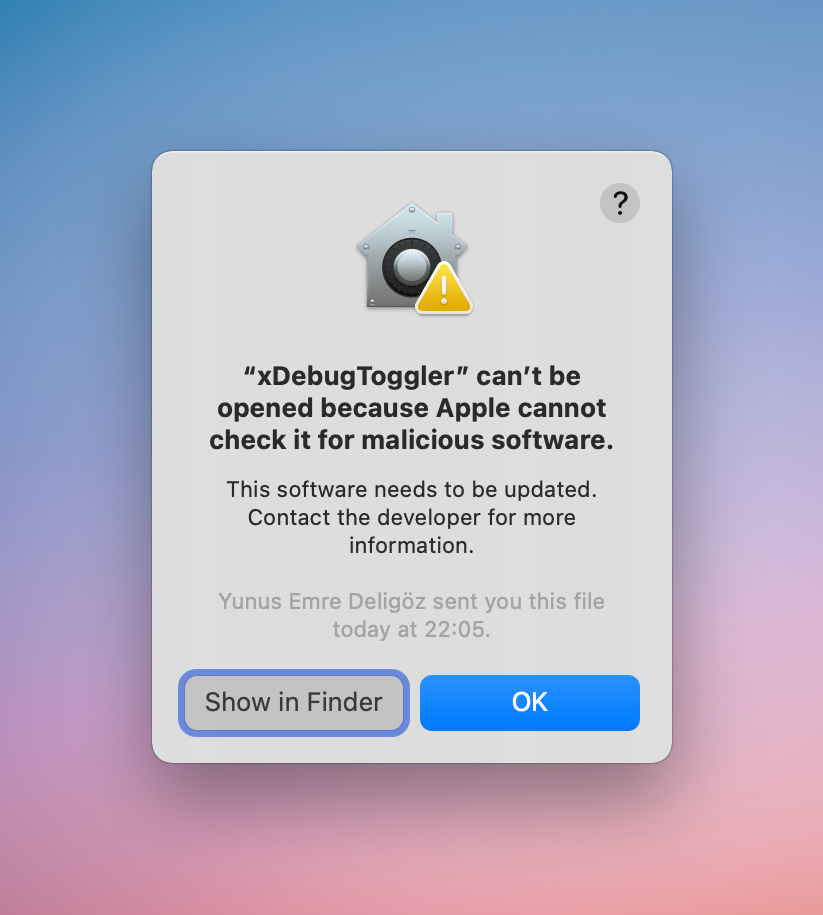 ?
“xDebugToggler” can’t be
opened because Apple cannot
check it for malicious software.
This software needs to be updated.
Contact the developer for more
information.
Yunus Emre Deligöz sent you this file
today at 22:05.
Show in Finder
OK